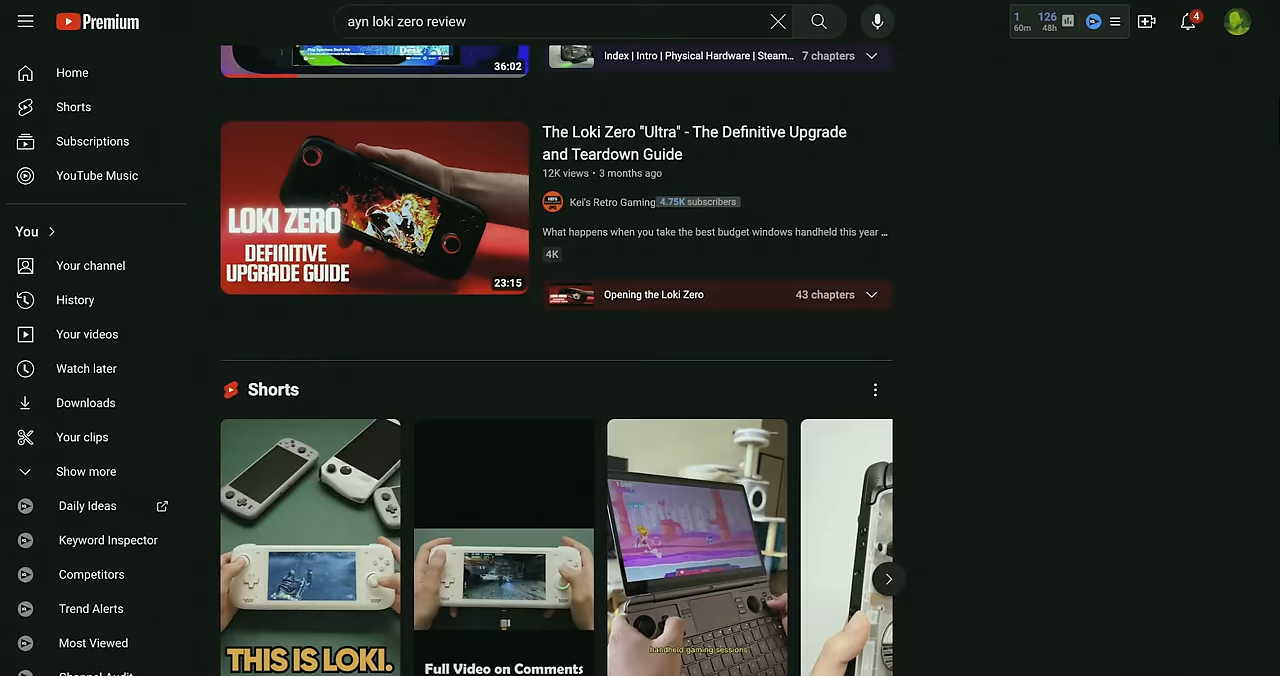 Premium
ayn loki zero review
1
60m
126
48h
4
Home
Shorts
Subscriptions
YouTube Music
You
Your channel
History
Your videos
Watch later
Downloads
Your clips
Show more
Daily Ideas
Keyword Inspector
Competitors
Trend Alerts
Most Viewed
36:02
Index | Intro | Physical Hardware | Steam...
7 chapters
LOKI ZERO
DEFINITIVE
UPGRADE GUIDE
23:15
The Loki Zero "Ultra" - The Definitive Upgrade
and Teardown Guide
12K views • 3 months ago
Kei's Retro Gaming 4.75K subscribers
What happens when you take the best budget windows handheld this year ...
4K
Opening the Loki Zero
43 chapters
Shorts
THIS IS LOKI.
Full Video on Comments
handheld gaming sessions